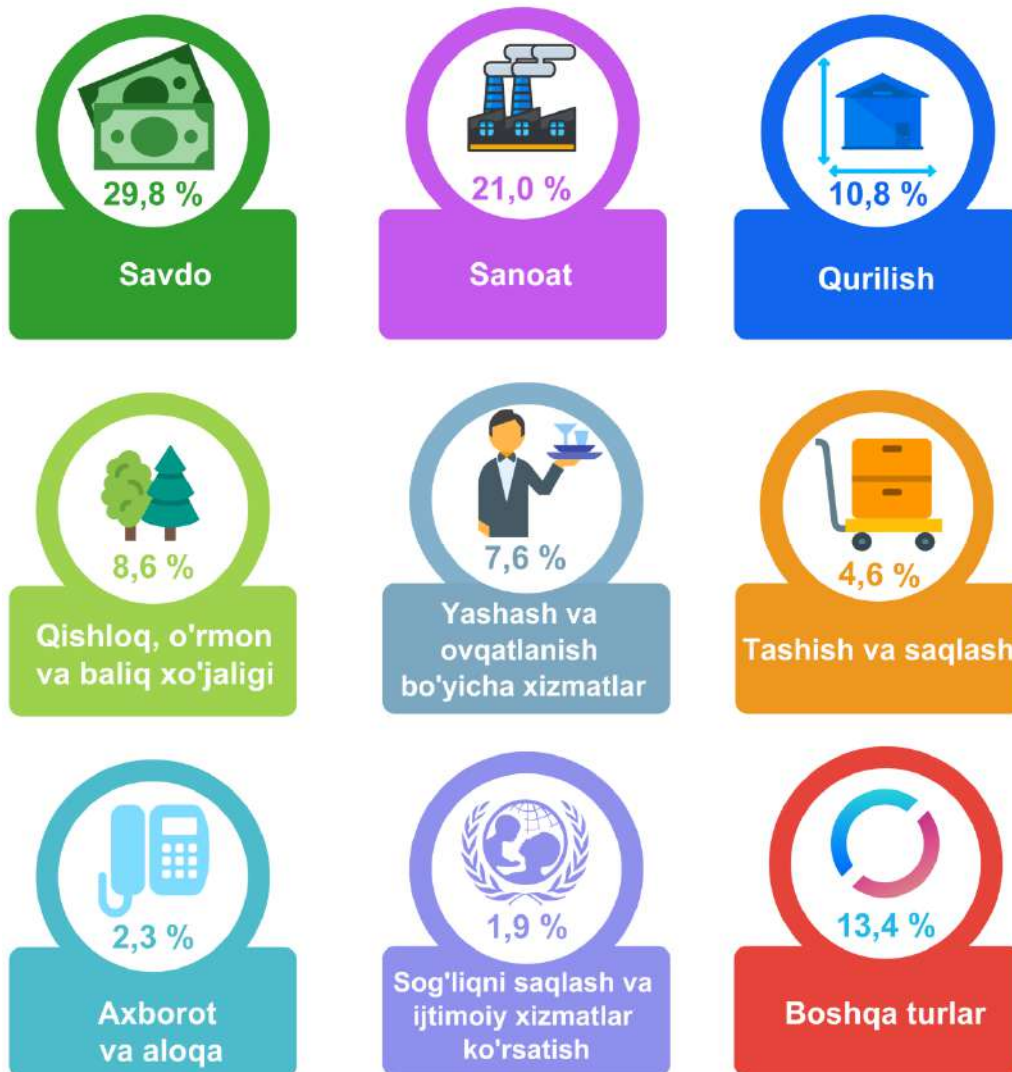 29,8 %
Savdo
21,0 %
Sanoat
10,8 %
Qurilish
8,6 %
Qishloq, o'rmon
va baliq xo'jaligi
7,6 %
Yashash va
ovqatlanish
bo'yicha xizmatlar
4,6 %
Tashish va saqlash
2,3 %
Axborot
va aloqa
1,9 %
Sog'liqni saqlash va
ijtimoiy xizmatlar
ko'rsatish
13,4 %
Boshqa turlar